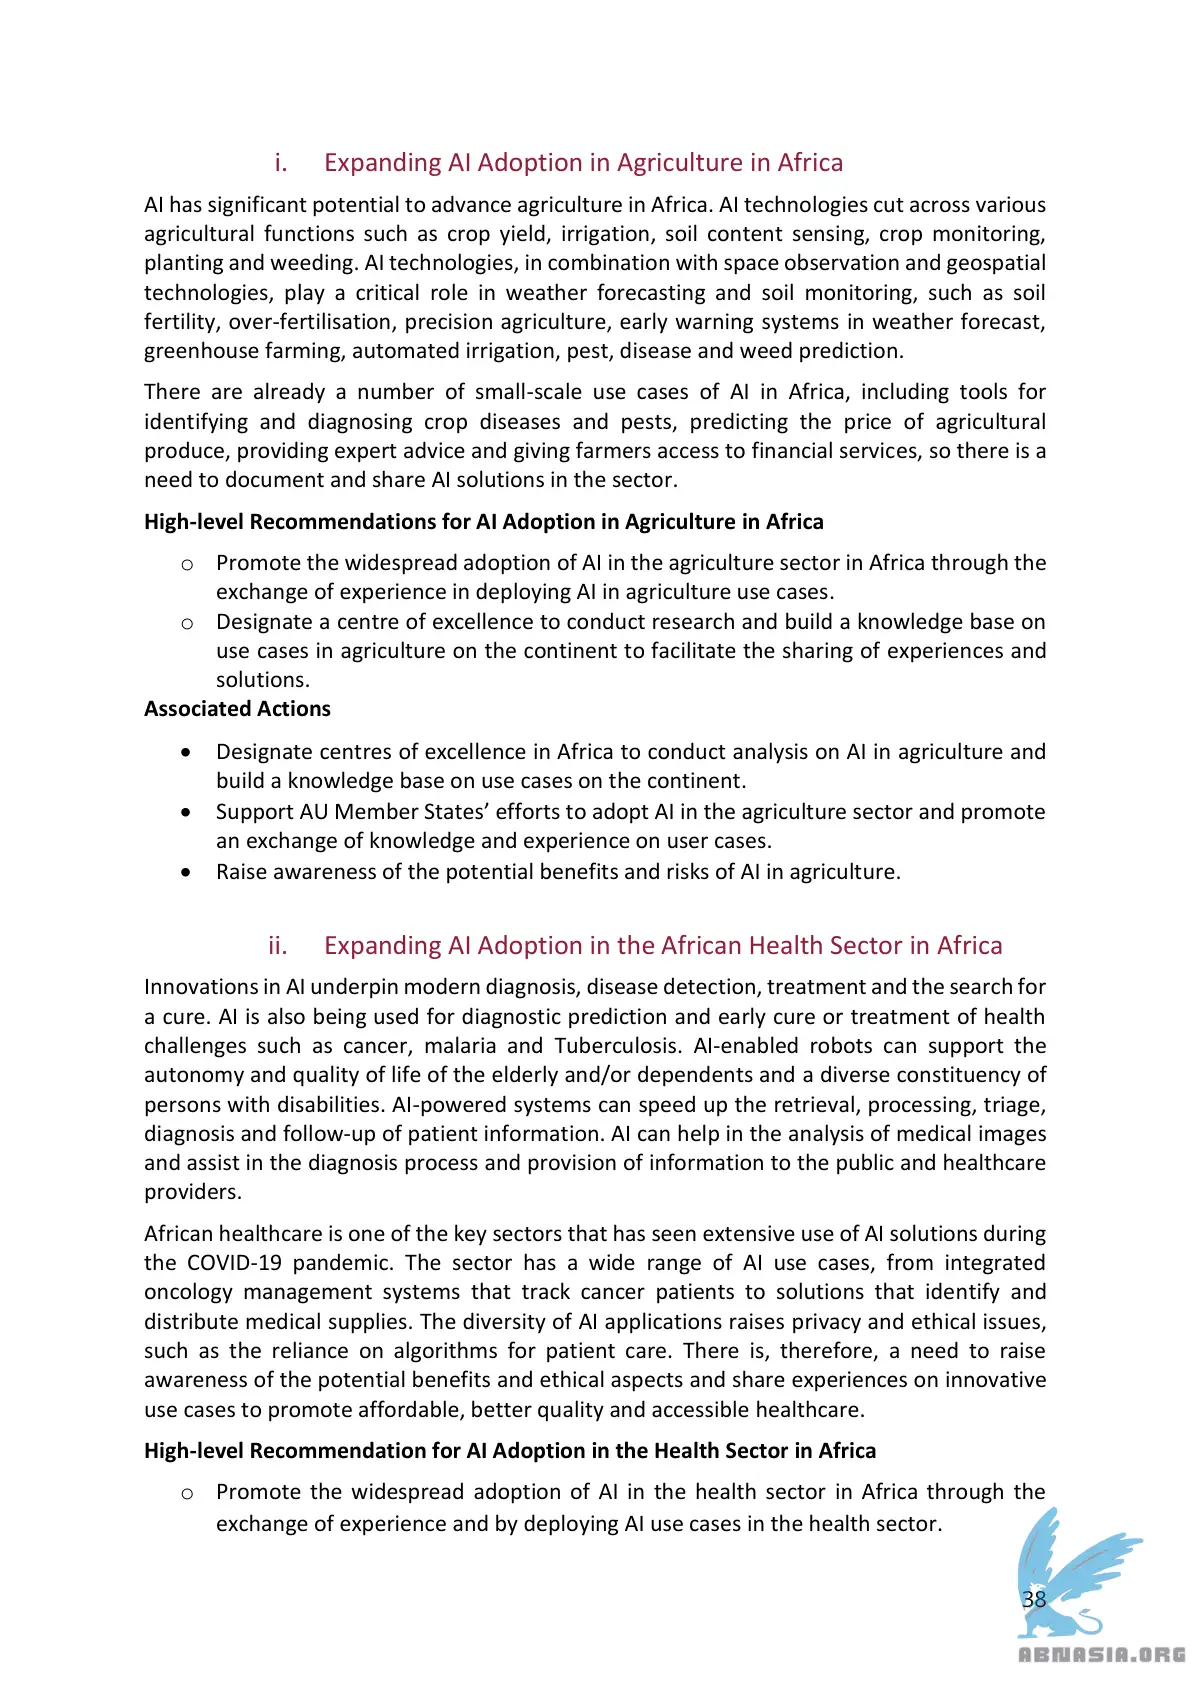 i. Expanding AI Adoption in Agriculture in Africa
AI has significant potential to advance agriculture in Africa. AI technologies cut across various
agricultural functions such as crop yield, irrigation, soil content sensing, crop monitoring,
planting and weeding. AI technologies, in combination with space observation and geospatial
technologies, play a critical role in weather forecasting and soil monitoring, such as soil
fertility, over-fertilisation, precision agriculture, early warning systems in weather forecast,
greenhouse farming, automated irrigation, pest, disease and weed prediction.
There are already a number of small-scale use cases of AI in Africa, including tools for
identifying and diagnosing crop diseases and pests, predicting the price of agricultural
produce, providing expert advice and giving farmers access to financial services, so there is a
need to document and share AI solutions in the sector.
High-level Recommendations for AI Adoption in Agriculture in Africa
o Promote the widespread adoption of AI in the agriculture sector in Africa through the
exchange of experience in deploying AI in agriculture use cases.
o Designate a centre of excellence to conduct research and build a knowledge base on
use cases in agriculture on the continent to facilitate the sharing of experiences and
solutions.
Associated Actions
• Designate centres of excellence in Africa to conduct analysis on AI in agriculture and
build a knowledge base on use cases on the continent.
• Support AU Member States’ efforts to adopt AI in the agriculture sector and promote
an exchange of knowledge and experience on user cases.
• Raise awareness of the potential benefits and risks of AI in agriculture.
ii. Expanding AI Adoption in the African Health Sector in Africa
Innovations in AI underpin modern diagnosis, disease detection, treatment and the search for
a cure. AI is also being used for diagnostic prediction and early cure or treatment of health
challenges such as cancer, malaria and Tuberculosis. AI-enabled robots can support the
autonomy and quality of life of the elderly and/or dependents and a diverse constituency of
persons with disabilities. AI-powered systems can speed up the retrieval, processing, triage,
diagnosis and follow-up of patient information. AI can help in the analysis of medical images
and assist in the diagnosis process and provision of information to the public and healthcare
providers.
African healthcare is one of the key sectors that has seen extensive use of AI solutions during
the COVID-19 pandemic. The sector has a wide range of AI use cases, from integrated
oncology management systems that track cancer patients to solutions that identify and
distribute medical supplies. The diversity of AI applications raises privacy and ethical issues,
such as the reliance on algorithms for patient care. There is, therefore, a need to raise
awareness of the potential benefits and ethical aspects and share experiences on innovative
use cases to promote affordable, better quality and accessible healthcare.
High-level Recommendation for AI Adoption in the Health Sector in Africa
o Promote the widespread adoption of AI in the health sector in Africa through the
exchange of experience and by deploying AI use cases in the health sector.
38
ABNASIA.ORG